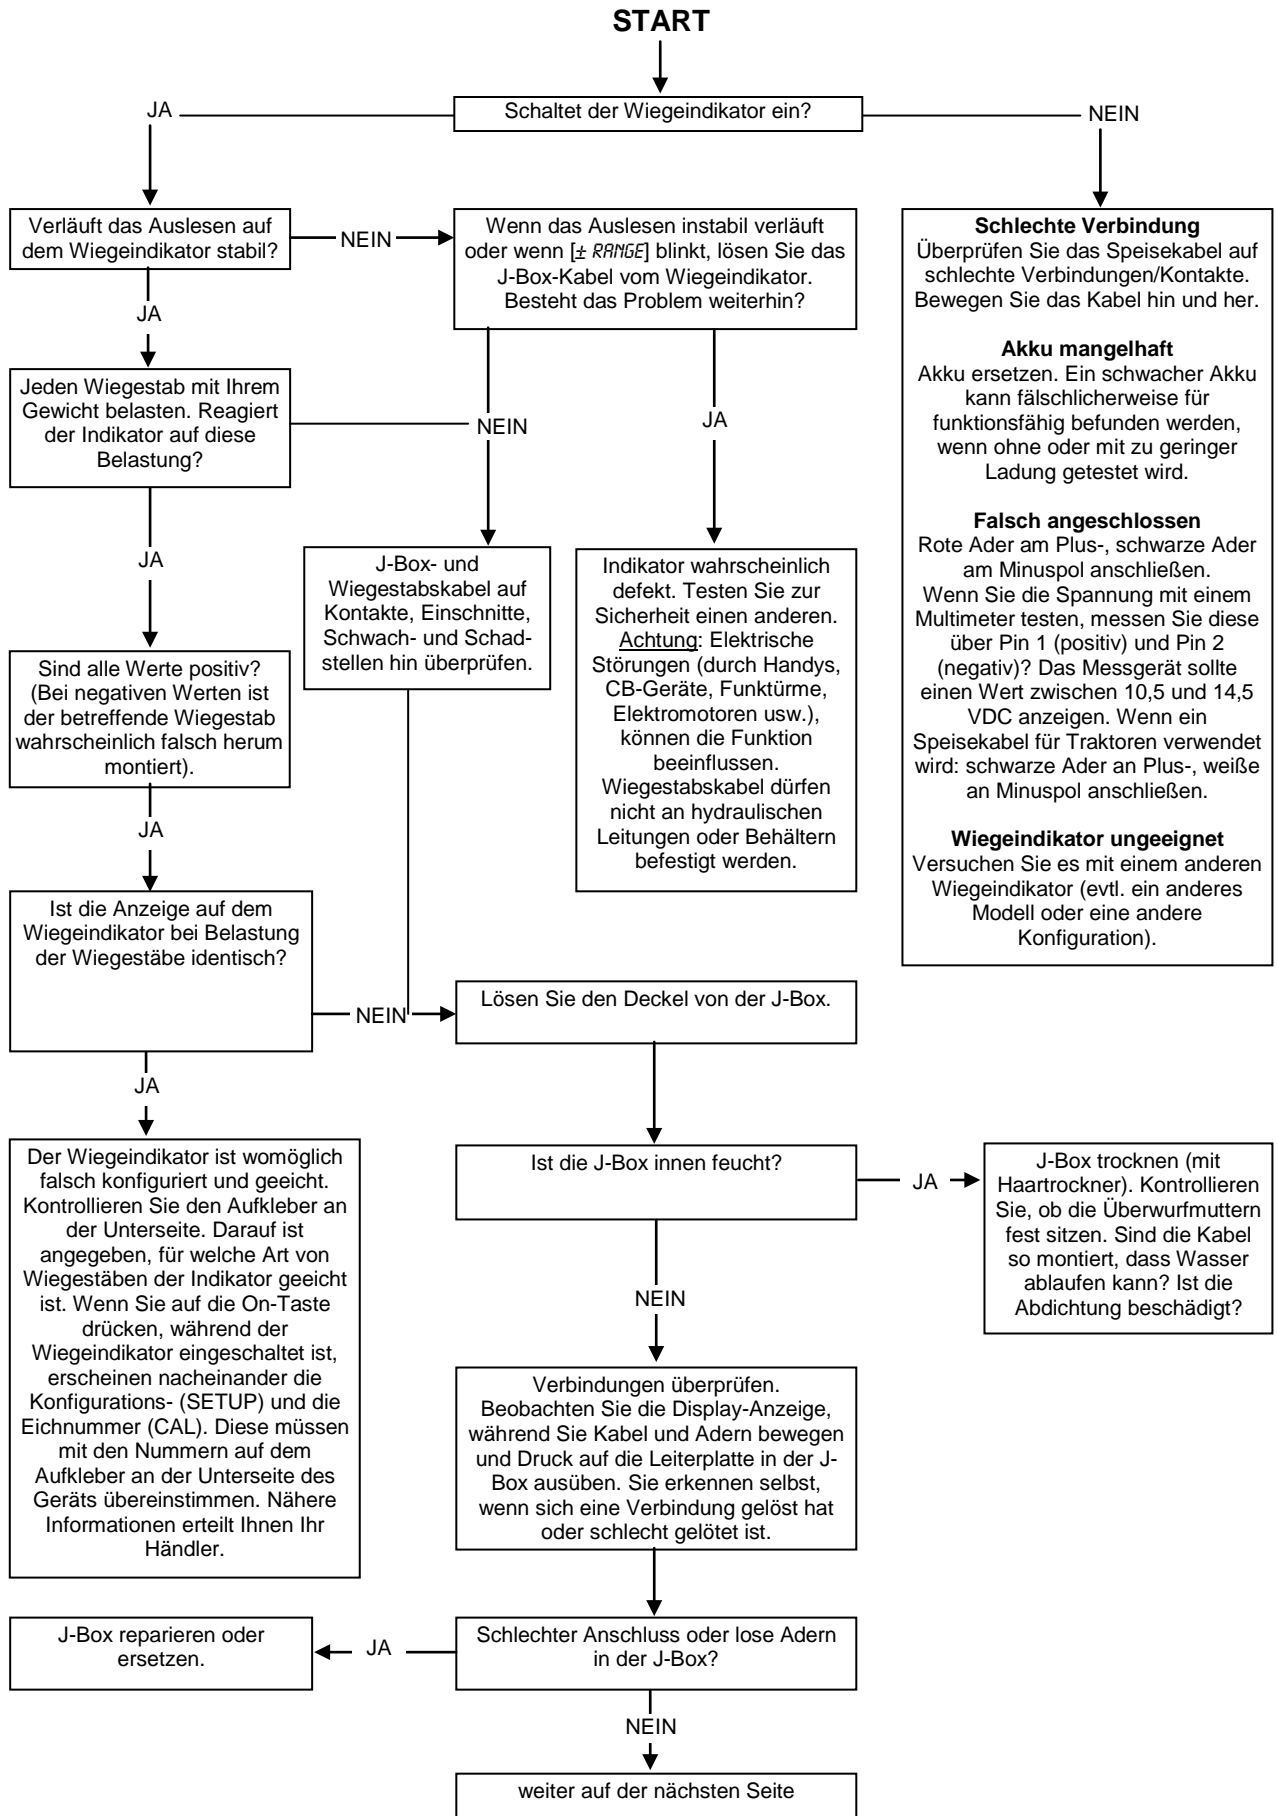 START
Schaltet der Wiegeindikator ein?
JA
NEIN
Verläuft das Auslesen auf
dem Wiegeindikator stabil?
NEIN
Wenn das Auslesen instabil verläuft
oder wenn [± RANGE] blinkt, lösen Sie das
J-Box-Kabel vom Wiegeindikator.
Besteht das Problem weiterhin?
Schlechte Verbindung
Überprüfen Sie das Speisekabel auf
schlechte Verbindungen/Kontakte.
Bewegen Sie das Kabel hin und her.
Akku mangelhaft
Akku ersetzen. Ein schwacher Akku
kann fälschlicherweise für
funktionsfähig befunden werden,
wenn ohne oder mit zu geringer
Ladung getestet wird.
Falsch angeschlossen
Rote Ader am Plus-, schwarze Ader
am Minuspol anschließen.
Wenn Sie die Spannung mit einem
Multimeter testen, messen Sie diese
über Pin 1 (positiv) und Pin 2
(negativ)? Das Messgerät sollte
einen Wert zwischen 10,5 und 14,5
VDC anzeigen. Wenn ein
Speisekabel für Traktoren verwendet
wird: schwarze Ader an Plus-, weiße
an Minuspol anschließen.
Wiegeindikator ungeeignet
Versuchen Sie es mit einem anderen
Wiegeindikator (evtl. ein anderes
Modell oder eine andere
Konfiguration).
JA
Jeden Wiegestab mit Ihrem
Gewicht belasten. Reagiert
der Indikator auf diese
Belastung?
NEIN
JA
JA
J-Box- und
Wiegestabskabel auf
Kontakte, Einschnitte,
Schwach- und Schad-
stellen hin überprüfen.
Indikator wahrscheinlich
defekt. Testen Sie zur
Sicherheit einen anderen.
Achtung: Elektrische
Störungen (durch Handys,
CB-Geräte, Funktürme,
Elektromotoren usw.),
können die Funktion
beeinflussen.
Wiegestabskabel dürfen
nicht an hydraulischen
Leitungen oder Behältern
befestigt werden.
Sind alle Werte positiv?
(Bei negativen Werten ist
der betreffende Wiegestab
wahrscheinlich falsch herum
montiert).
JA
Ist die Anzeige auf dem
Wiegeindikator bei Belastung
der Wiegestäbe identisch?
NEIN
Lösen Sie den Deckel von der J-Box.
JA
Der Wiegeindikator ist womöglich
falsch konfiguriert und geeicht.
Kontrollieren Sie den Aufkleber an
der Unterseite. Darauf ist
angegeben, für welche Art von
Wiegestäben der Indikator geeicht
ist. Wenn Sie auf die On-Taste
drücken, während der
Wiegeindikator eingeschaltet ist,
erscheinen nacheinander die
Konfigurations- (SETUP) und die
Eichnummer (CAL). Diese müssen
mit den Nummern auf dem
Aufkleber an der Unterseite des
Geräts übereinstimmen. Nähere
Informationen erteilt Ihnen Ihr
Händler.
Ist die J-Box innen feucht?
JA
J-Box trocknen (mit
Haartrockner). Kontrollieren
Sie, ob die Überwurfmuttern
fest sitzen. Sind die Kabel
so montiert, dass Wasser
ablaufen kann? Ist die
Abdichtung beschädigt?
NEIN
Verbindungen überprüfen.
Beobachten Sie die Display-Anzeige,
während Sie Kabel und Adern bewegen
und Druck auf die Leiterplatte in der J-
Box ausüben. Sie erkennen selbst,
wenn sich eine Verbindung gelöst hat
oder schlecht gelötet ist.
Schlechter Anschluss oder lose Adern
in der J-Box?
JA
J-Box reparieren oder
ersetzen.
NEIN
weiter auf der nächsten Seite